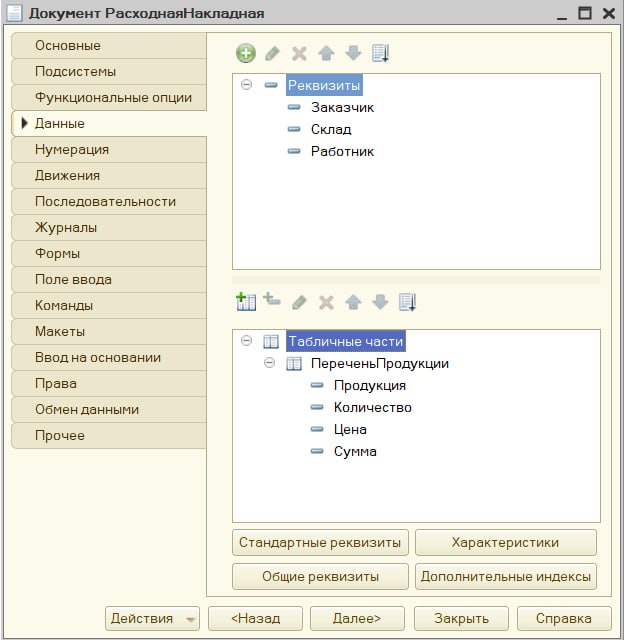 Документ РасходнаяНакладная
Основные
Подсистемы
Функциональные опции
Данные
Нумерация
Движения
Последовательности
Журналы
Формы
Поле ввода
Команды
Макеты
Ввод на основании
Права
Обмен данными
Прочее
Реквизиты
Заказчик
Склад
Работник
Табличные части
ПереченьПродукции
Продукция
Количество
Цена
Сумма
Стандартные реквизиты Характеристики
Общие реквизиты Дополнительные индексы
Действия <Назад Далее> Закрыть Справка